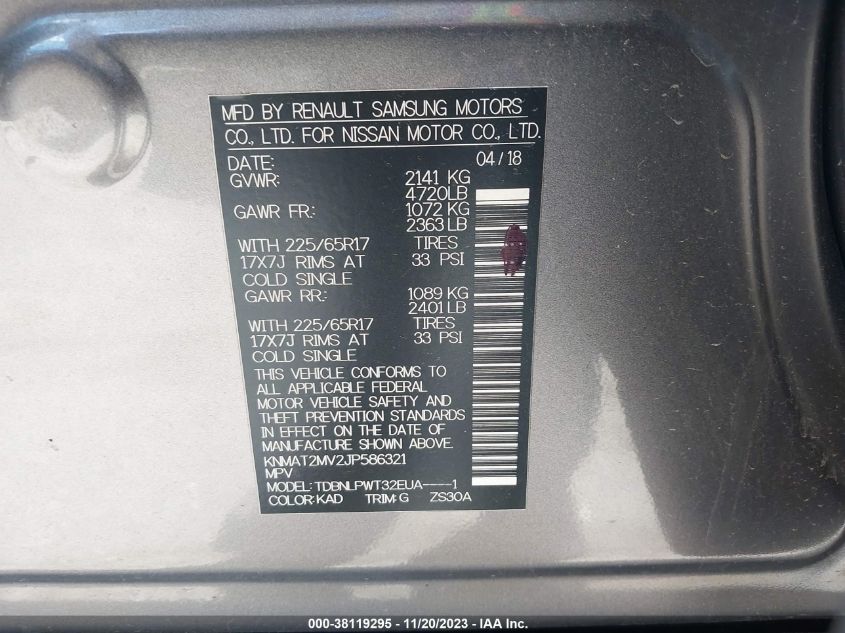 MFD BY RENAULT SAMSUNG MOTORS
CO., LTD. FOR NISSAN MOTOR CO., LTD.
DATE: 04/18
GVWR: 2141 KG
4720LB
GAWR FR.: 1072 KG
2363 LB
WITH 225/65R17 TIRES
17X7J RIMS AT 33 PSI
COLD SINGLE
GAWR RR.: 1089 KG
2401 LB
WITH 225/65R17 TIRES
17X7J RIMS AT 33 PSI
COLD SINGLE
THIS VEHICLE CONFORMS TO
ALL APPLICABLE FEDERAL
MOTOR VEHICLE SAFETY AND
THEFT PREVENTION STANDARDS
IN EFFECT ON THE DATE OF
MANUFACTURE SHOWN ABOVE.
KNMAT2MV2JP586321
MPV
MODEL: TDBNLPWT32EUA----1
COLOR: KAD TRIM: G ZS30A
000-38119295 - 11/20/2023 - IAA Inc.